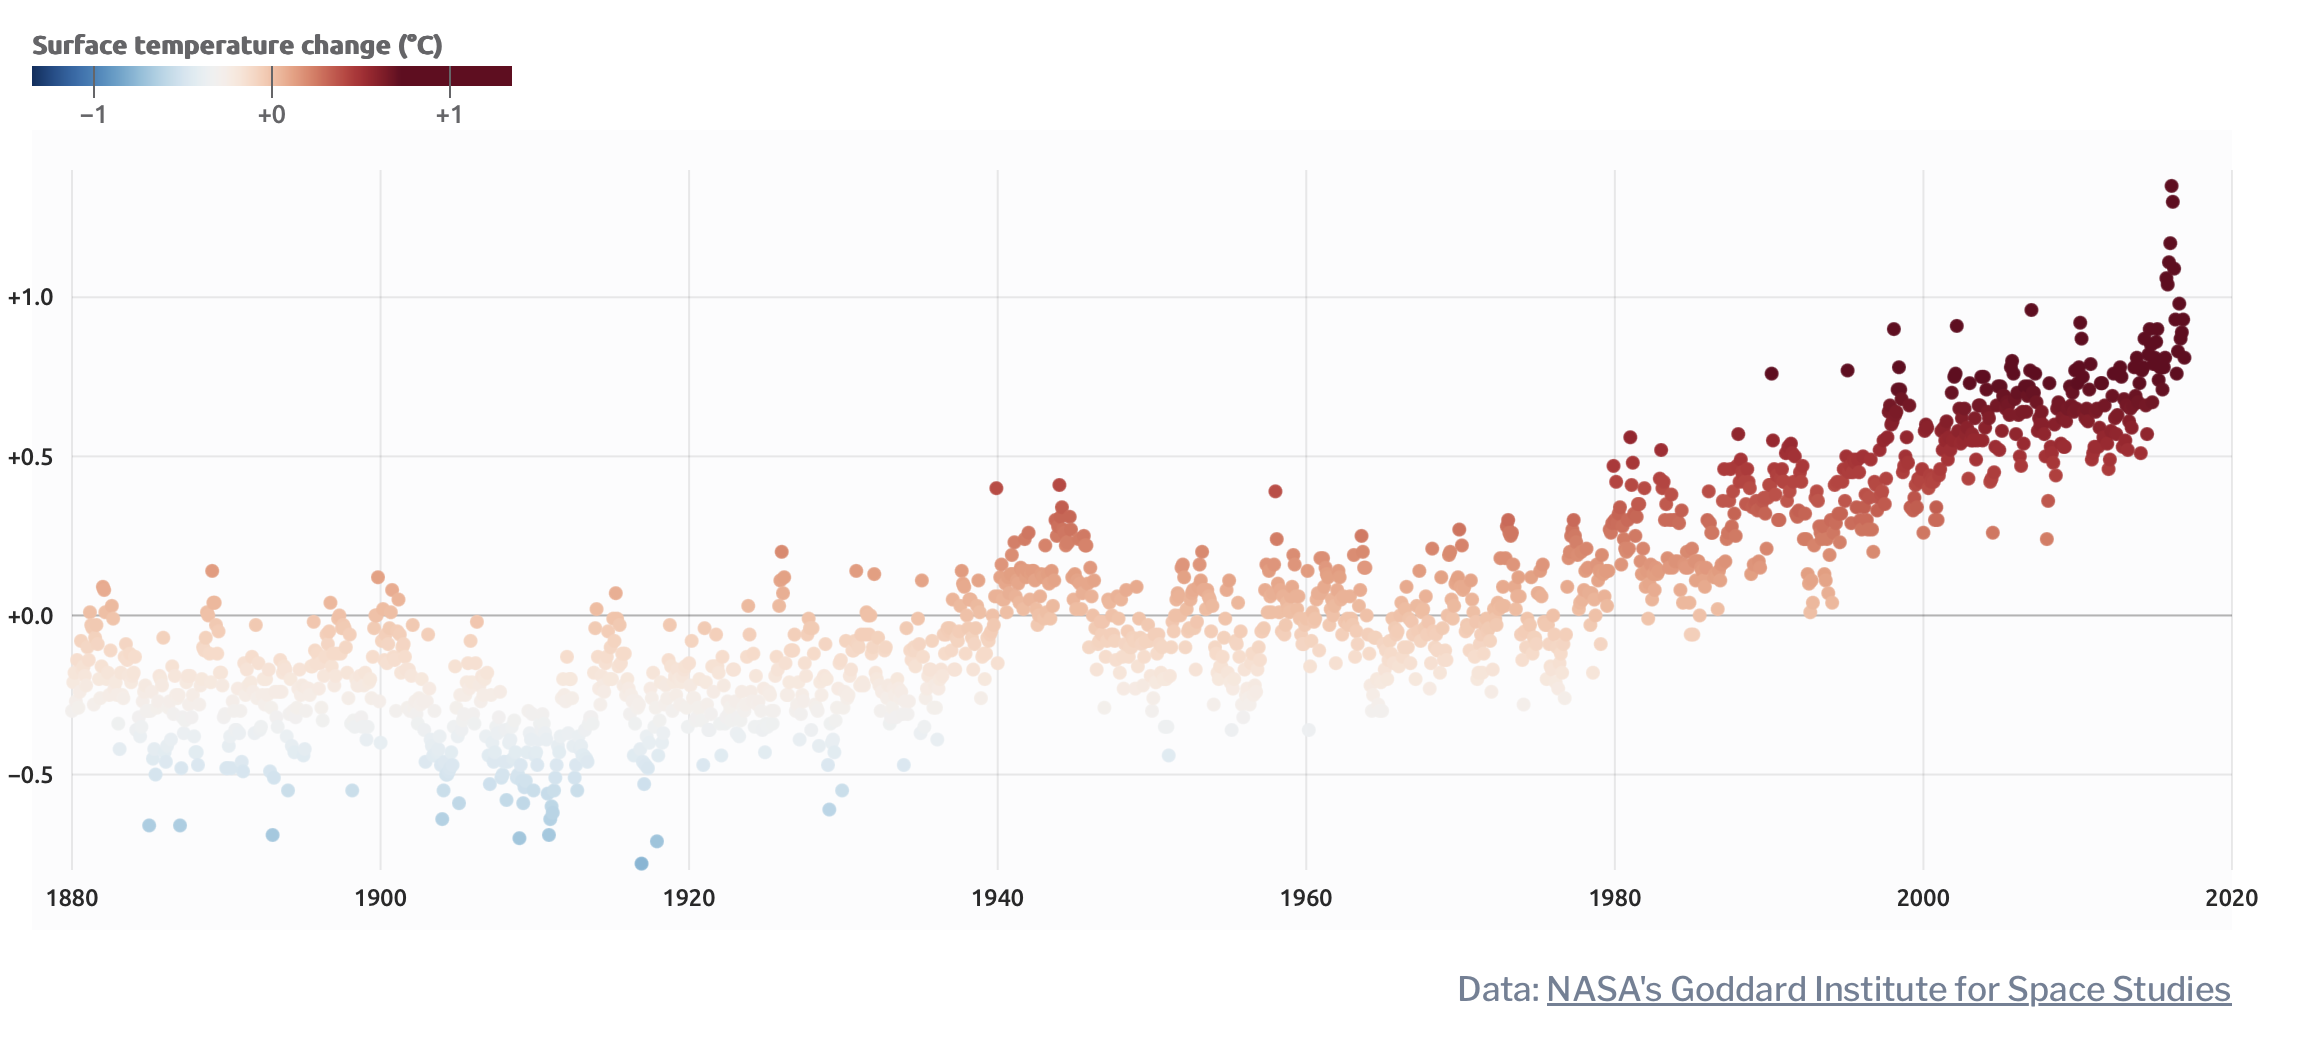 Surface temperature change (°C)
−1 +0 +1
+1.0
+0.5
+0.0
−0.5
1880 1900 1920 1940 1960 1980 2000 2020
Data: NASA's Goddard Institute for Space Studies